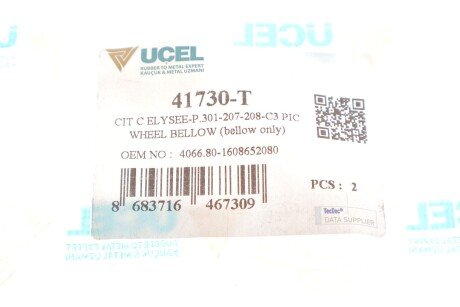 UCEL
RUBBER TO METAL EXPERT
KAUÇUK & METAL UZMANI
41730-T
CIT C ELYSEE-P.301-207-208-C3 PIC
WHEEL BELLOW (bellow only)
OEM NO : 4066.80-1608652080
PCS : 2
8 683716 467309
TecDoc
DATA SUPPLIER